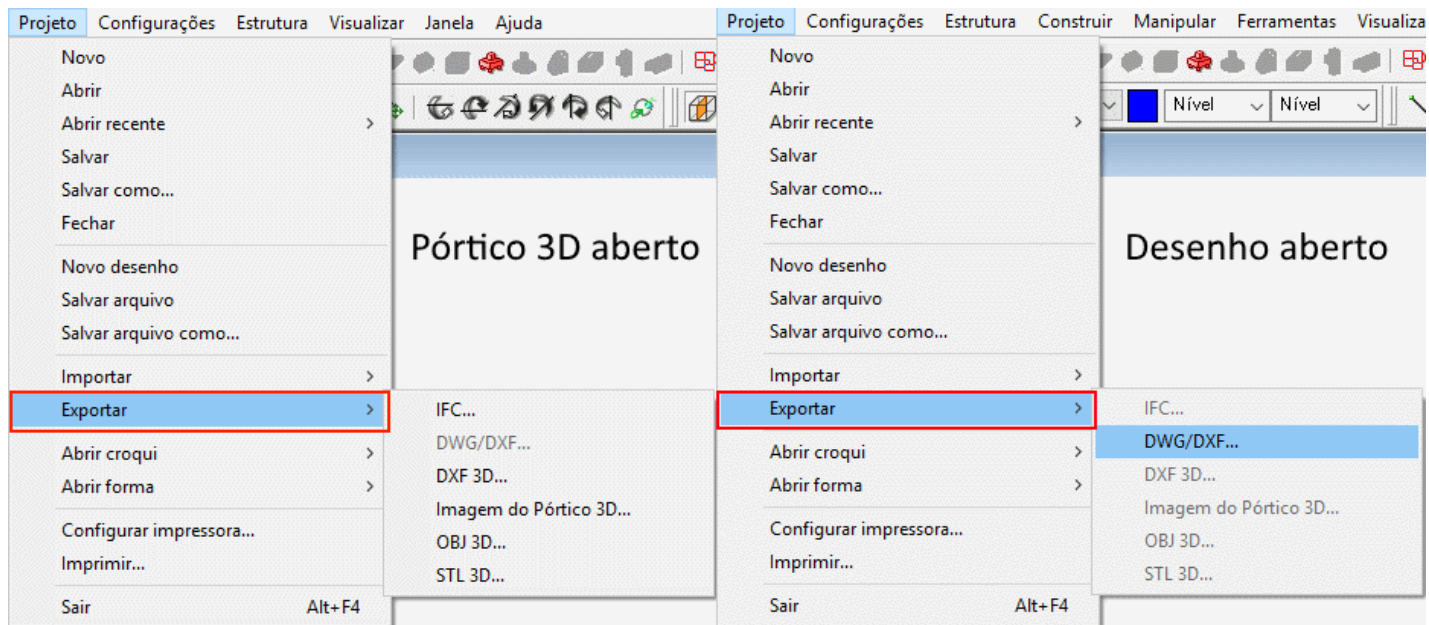 Projeto Configurações Estrutura Visualizar Janela Ajuda
Novo
Abrir
Abrir recente
Salvar
Salvar como...
Fechar
Novo desenho
Salvar arquivo
Salvar arquivo como...
Importar
Exportar
Abrir croqui
Abrir forma
Configurar impressora...
Imprimir...
Sair Alt+F4
IFC...
DWG/DXF...
DXF 3D...
Imagem do Pórtico 3D...
OBJ 3D...
STL 3D...
Pórtico 3D aberto
Projeto Configurações Estrutura Construir Manipular Ferramentas Visualiza
Nível Nível
Novo
Abrir
Abrir recente
Salvar
Salvar como...
Fechar
Novo desenho
Salvar arquivo
Salvar arquivo como...
Importar
Exportar
Abrir croqui
Abrir forma
Configurar impressora...
Imprimir...
Sair Alt+F4
IFC...
DWG/DXF...
DXF 3D...
Imagem do Pórtico 3D...
OBJ 3D...
STL 3D...
Desenho aberto